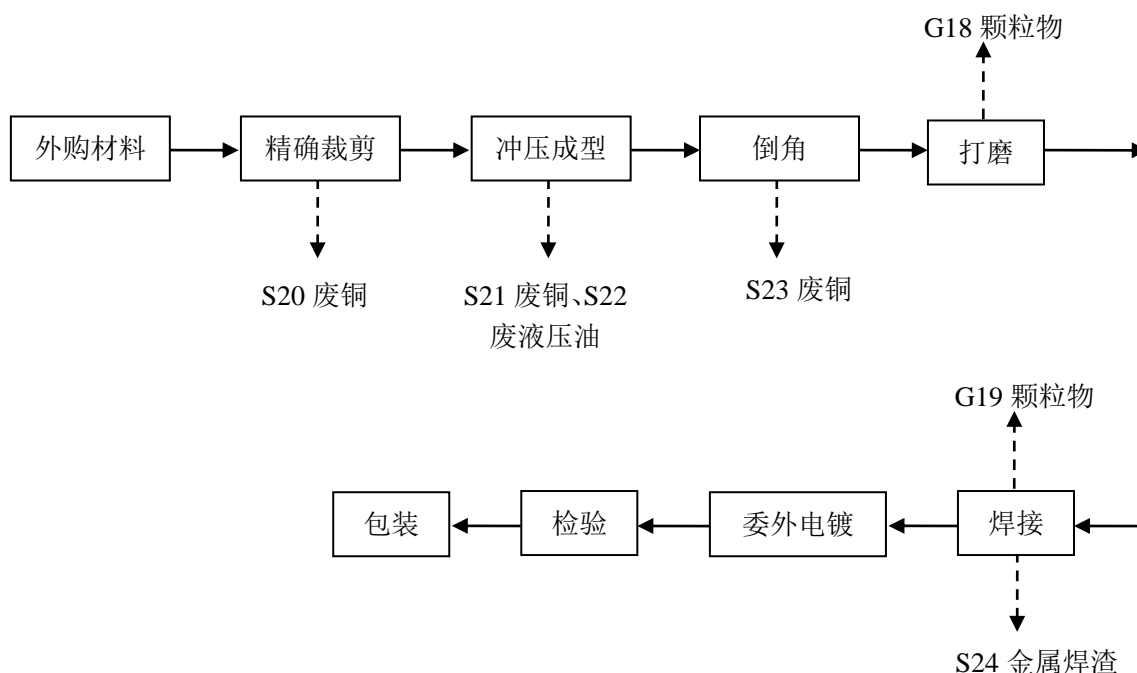 G18 颗粒物
外购材料
精确裁剪
冲压成型
倒角
打磨
S20 废铜
S21 废铜、S22
废液压油
S23 废铜
G19 颗粒物
包装
检验
委外电镀
焊接
S24 金属焊渣